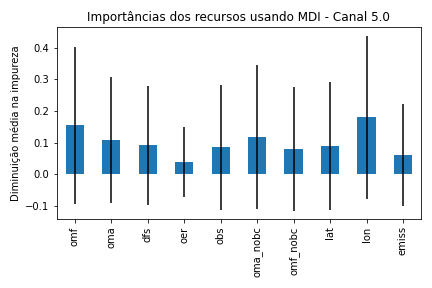 Importâncias dos recursos usando MDI - Canal 5.0
Diminuição média na impureza
0.4
0.3
0.2
0.1
0.0
−0.1
omf
oma
dfs
oer
obs
oma_nobc
omf_nobc
lat
lon
emiss